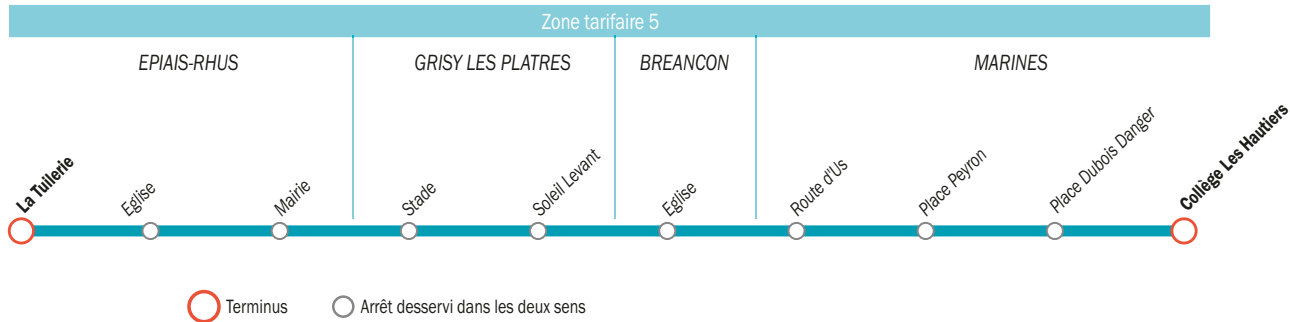 Zone tarifaire 5
EPIAIS-RHUS
GRISY LES PLATRES
BREANCON
MARINES
La Tuilerie
Eglise
Mairie
Stade
Soleil Levant
Eglise
Route d'Us
Place Peyron
Place Dubois Danger
Collège Les Hautiers
Terminus
Arrêt desservi dans les deux sens